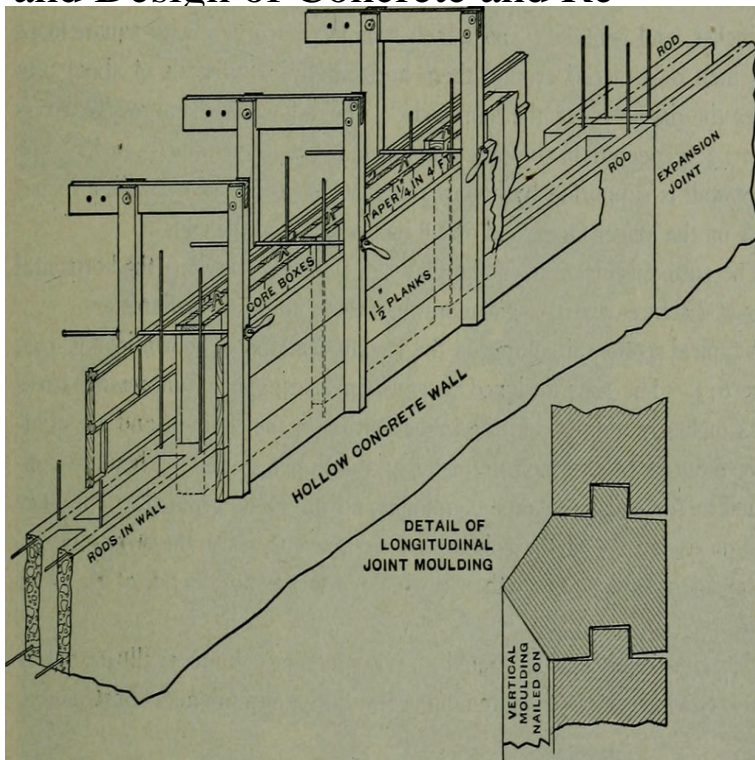 and Design of Concrete and Re
ROD
ROD
EXPANSION
JOINT
TAPER 1/4" IN 4 FT.
CORE BOXES
1 1/2" PLANKS
HOLLOW CONCRETE WALL
RODS IN WALL
DETAIL OF
LONGITUDINAL
JOINT MOULDING
VERTICAL
MOULDING
NAILED ON